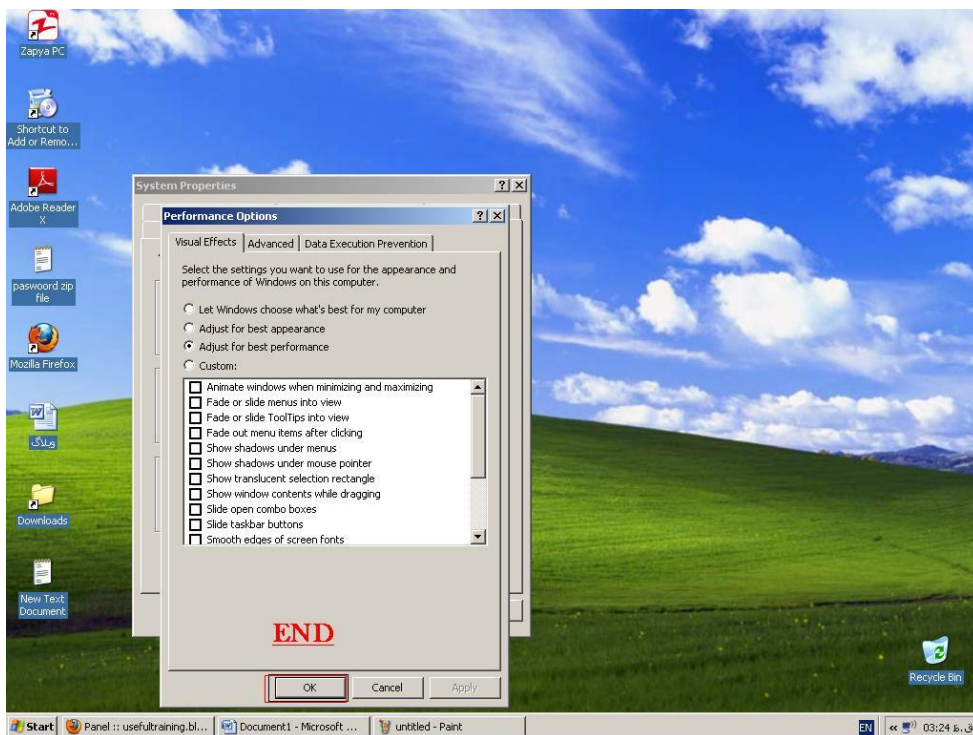 Zapya PC
Shortcut to
Add or Remo...
Adobe Reader
X
paswoord zip
file
Mozilla Firefox
وبلاگ
Downloads
New Text
Document
System Properties
Performance Options
Visual Effects
Advanced
Data Execution Prevention
Select the settings you want to use for the appearance and
performance of Windows on this computer.
Let Windows choose what's best for my computer
Adjust for best appearance
Adjust for best performance
Custom:
Animate windows when minimizing and maximizing
Fade or slide menus into view
Fade or slide ToolTips into view
Fade out menu items after clicking
Show shadows under menus
Show shadows under mouse pointer
Show translucent selection rectangle
Show window contents while dragging
Slide open combo boxes
Slide taskbar buttons
Smooth edges of screen fonts
END
OK
Cancel
Apply
Recycle Bin
Start
Panel :: usefultraining.bl...
Document1 - Microsoft ...
untitled - Paint
EN
03:24 ق.ظ